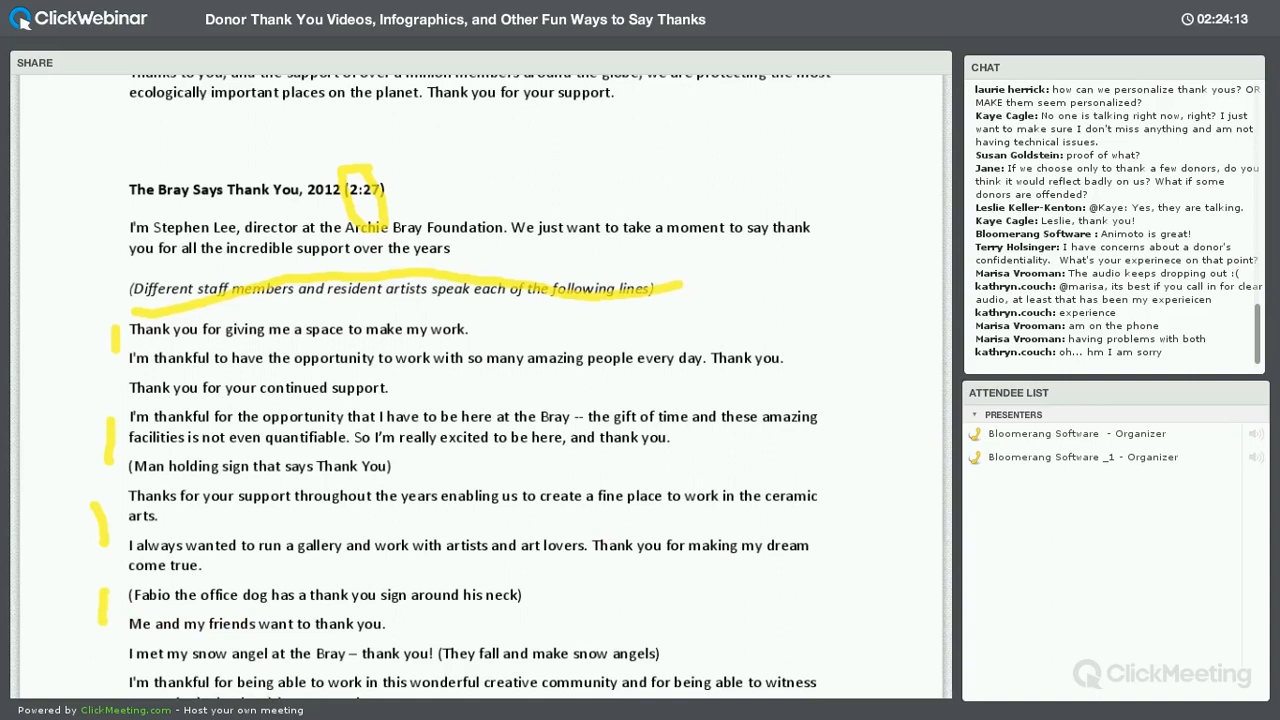 ClickWebinar
Donor Thank You Videos, Infographics, and Other Fun Ways to Say Thanks
02:24:13
SHARE
Thanks to you, and the support of over a million members around the globe, we are protecting the most
ecologically important places on the planet. Thank you for your support.
The Bray Says Thank You, 2012 (2:27)
I'm Stephen Lee, director at the Archie Bray Foundation. We just want to take a moment to say thank
you for all the incredible support over the years
(Different staff members and resident artists speak each of the following lines)
Thank you for giving me a space to make my work.
I'm thankful to have the opportunity to work with so many amazing people every day. Thank you.
Thank you for your continued support.
I'm thankful for the opportunity that I have to be here at the Bray -- the gift of time and these amazing
facilities is not even quantifiable. So I'm really excited to be here, and thank you.
(Man holding sign that says Thank You)
Thanks for your support throughout the years enabling us to create a fine place to work in the ceramic
arts.
I always wanted to run a gallery and work with artists and art lovers. Thank you for making my dream
come true.
(Fabio the office dog has a thank you sign around his neck)
Me and my friends want to thank you.
I met my snow angel at the Bray – thank you! (They fall and make snow angels)
I'm thankful for being able to work in this wonderful creative community and for being able to witness
CHAT
laurie herrick: how can we personalize thank yous? OR
MAKE them seem personalized?
Kaye Cagle: No one is talking right now, right? I just
want to make sure I don't miss anything and am not
having technical issues.
Susan Goldstein: proof of what?
Jane: If we choose only to thank a few donors, do you
think it would reflect badly on us? What if some
donors are offended?
Leslie Keller-Kenton: @Kaye: Yes, they are talking.
Kaye Cagle: Leslie, thank you!
Bloomerang Software : Animoto is great!
Terry Holsinger: I have concerns about a donor's
confidentiality. What's your experinece on that point?
Marisa Vrooman: The audio keeps dropping out :(
kathryn.couch: @marisa, its best if you call in for clear
audio, at least that has been my experieicen
kathryn.couch: experience
Marisa Vrooman: am on the phone
Marisa Vrooman: having problems with both
kathryn.couch: oh... hm I am sorry
ATTENDEE LIST
PRESENTERS
Bloomerang Software - Organizer
Bloomerang Software _1 - Organizer
ClickMeeting
Powered by ClickMeeting.com - Host your own meeting